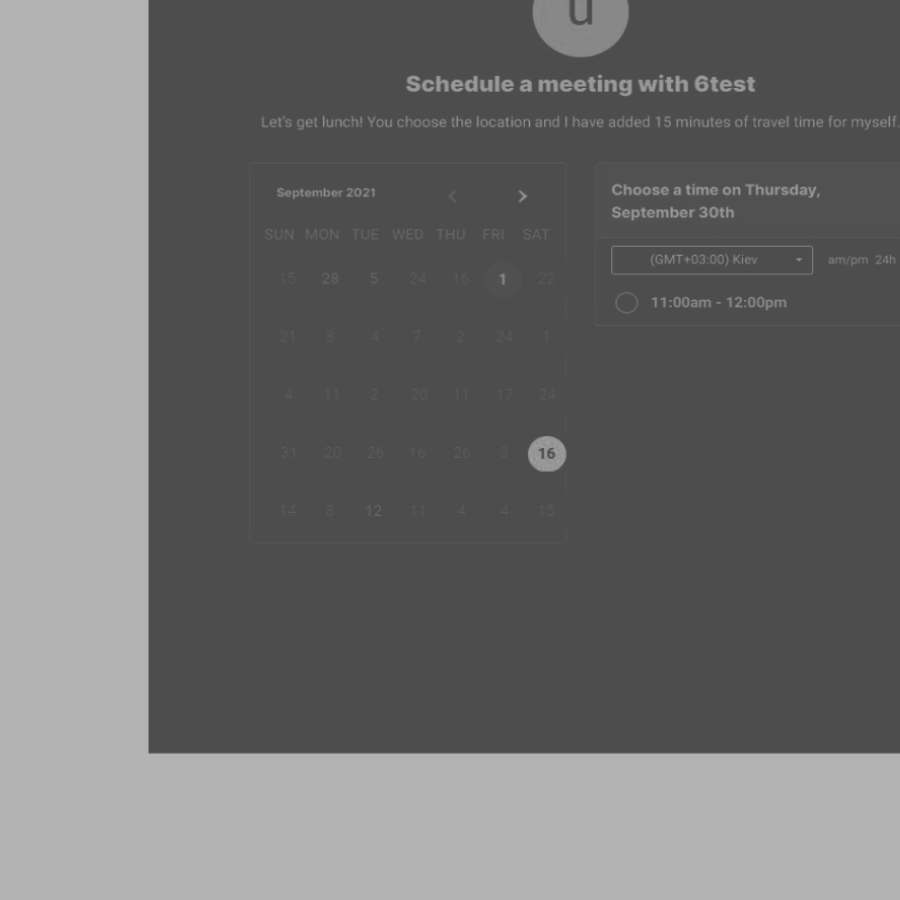 u
Schedule a meeting with 6test
Let's get lunch! You choose the location and I have added 15 minutes of travel time for myself.
September 2021
SUN MON TUE WED THU FRI SAT
15 28 5 24 16 1 22
21 8 4 7 2 24 1
4 11 2 20 11 17 24
31 20 26 16 26 3 16
14 8 12 11 4 4 15
Choose a time on Thursday,
September 30th
(GMT+03:00) Kiev
am/pm 24h
11:00am - 12:00pm